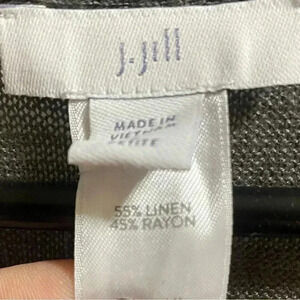 J.Jill
MADE IN
VIETNAM
PETITE
55% LINEN
45% RAYON